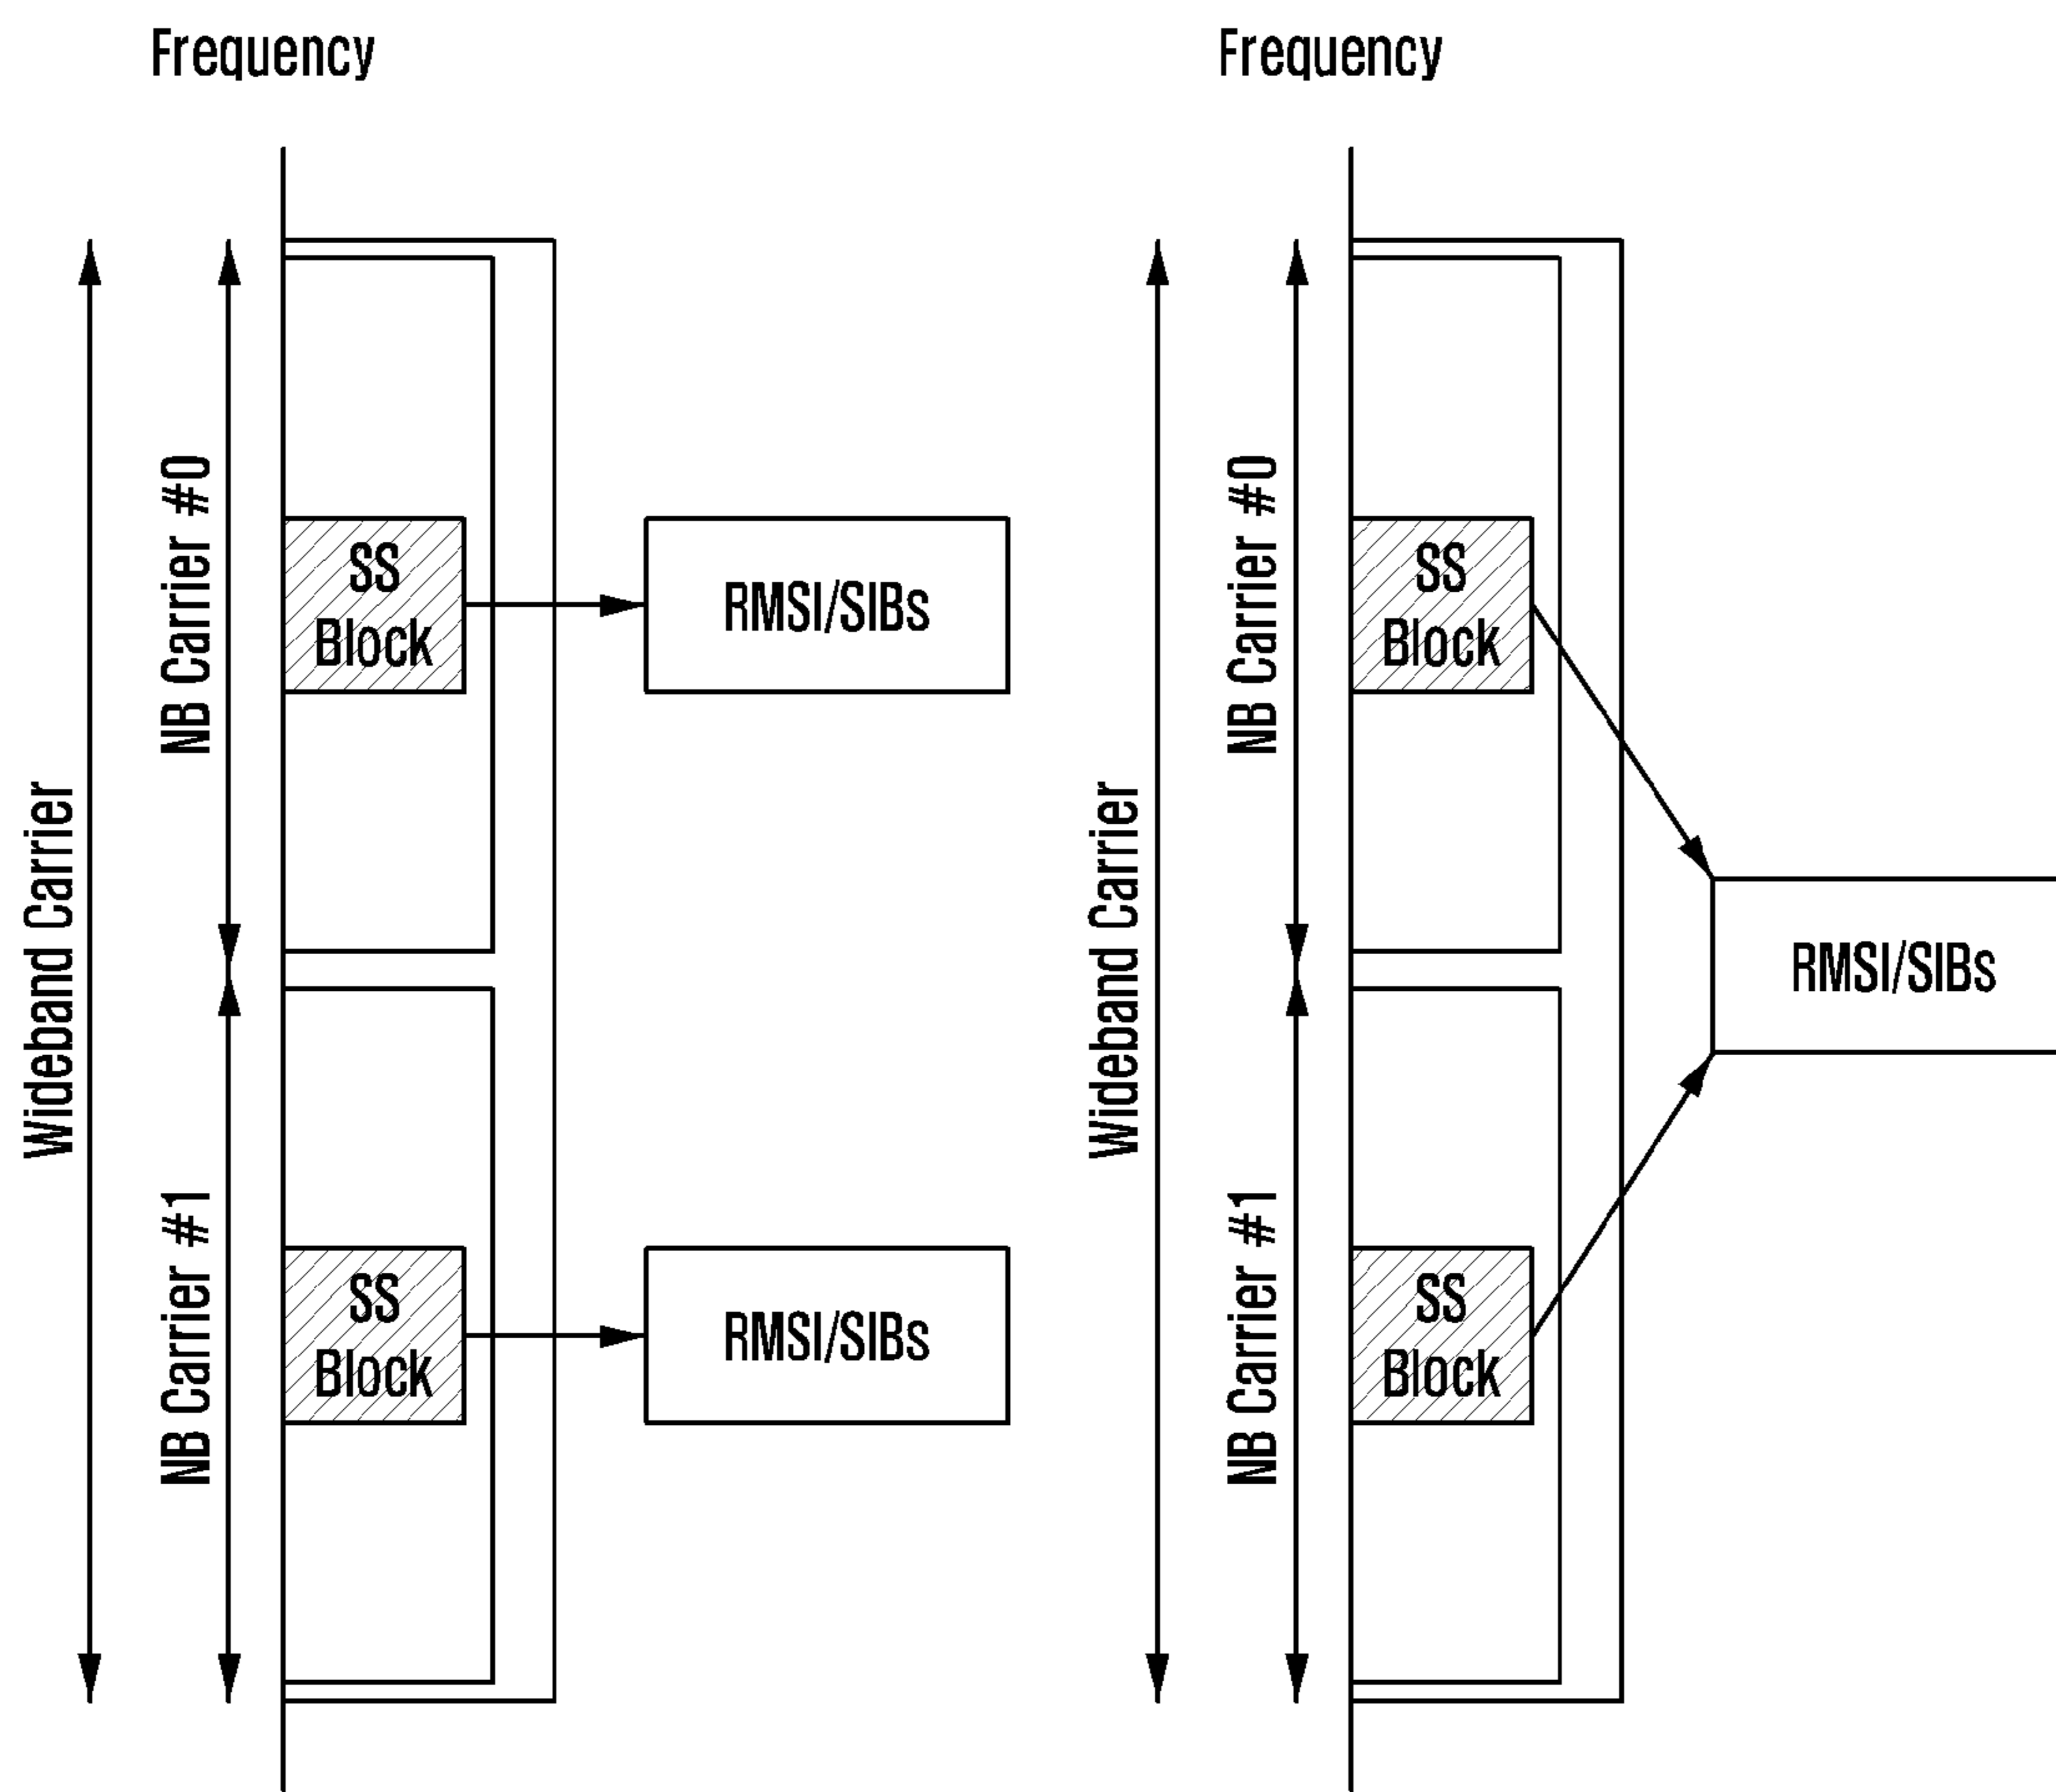 Frequency
Wideband Carrier
NB Carrier #0
SS
Block
RMSI/SIBs
NB Carrier #1
SS
Block
RMSI/SIBs
Frequency
Wideband Carrier
NB Carrier #0
SS
Block
RMSI/SIBs
NB Carrier #1
SS
Block